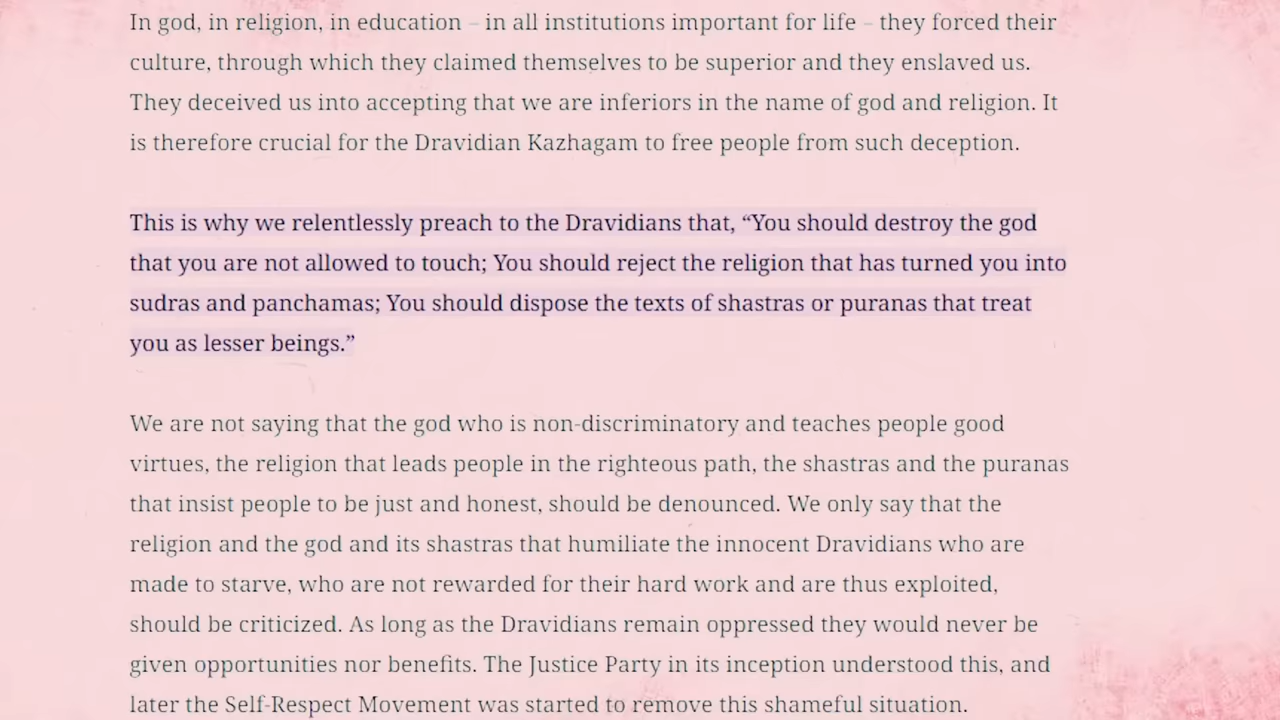 In god, in religion, in education – in all institutions important for life – they forced their
culture, through which they claimed themselves to be superior and they enslaved us.
They deceived us into accepting that we are inferiors in the name of god and religion. It
is therefore crucial for the Dravidian Kazhagam to free people from such deception.
This is why we relentlessly preach to the Dravidians that, “You should destroy the god
that you are not allowed to touch; You should reject the religion that has turned you into
sudras and panchamas; You should dispose the texts of shastras or puranas that treat
you as lesser beings.”
We are not saying that the god who is non-discriminatory and teaches people good
virtues, the religion that leads people in the righteous path, the shastras and the puranas
that insist people to be just and honest, should be denounced. We only say that the
religion and the god and its shastras that humiliate the innocent Dravidians who are
made to starve, who are not rewarded for their hard work and are thus exploited,
should be criticized. As long as the Dravidians remain oppressed they would never be
given opportunities nor benefits. The Justice Party in its inception understood this, and
later the Self-Respect Movement was started to remove this shameful situation.